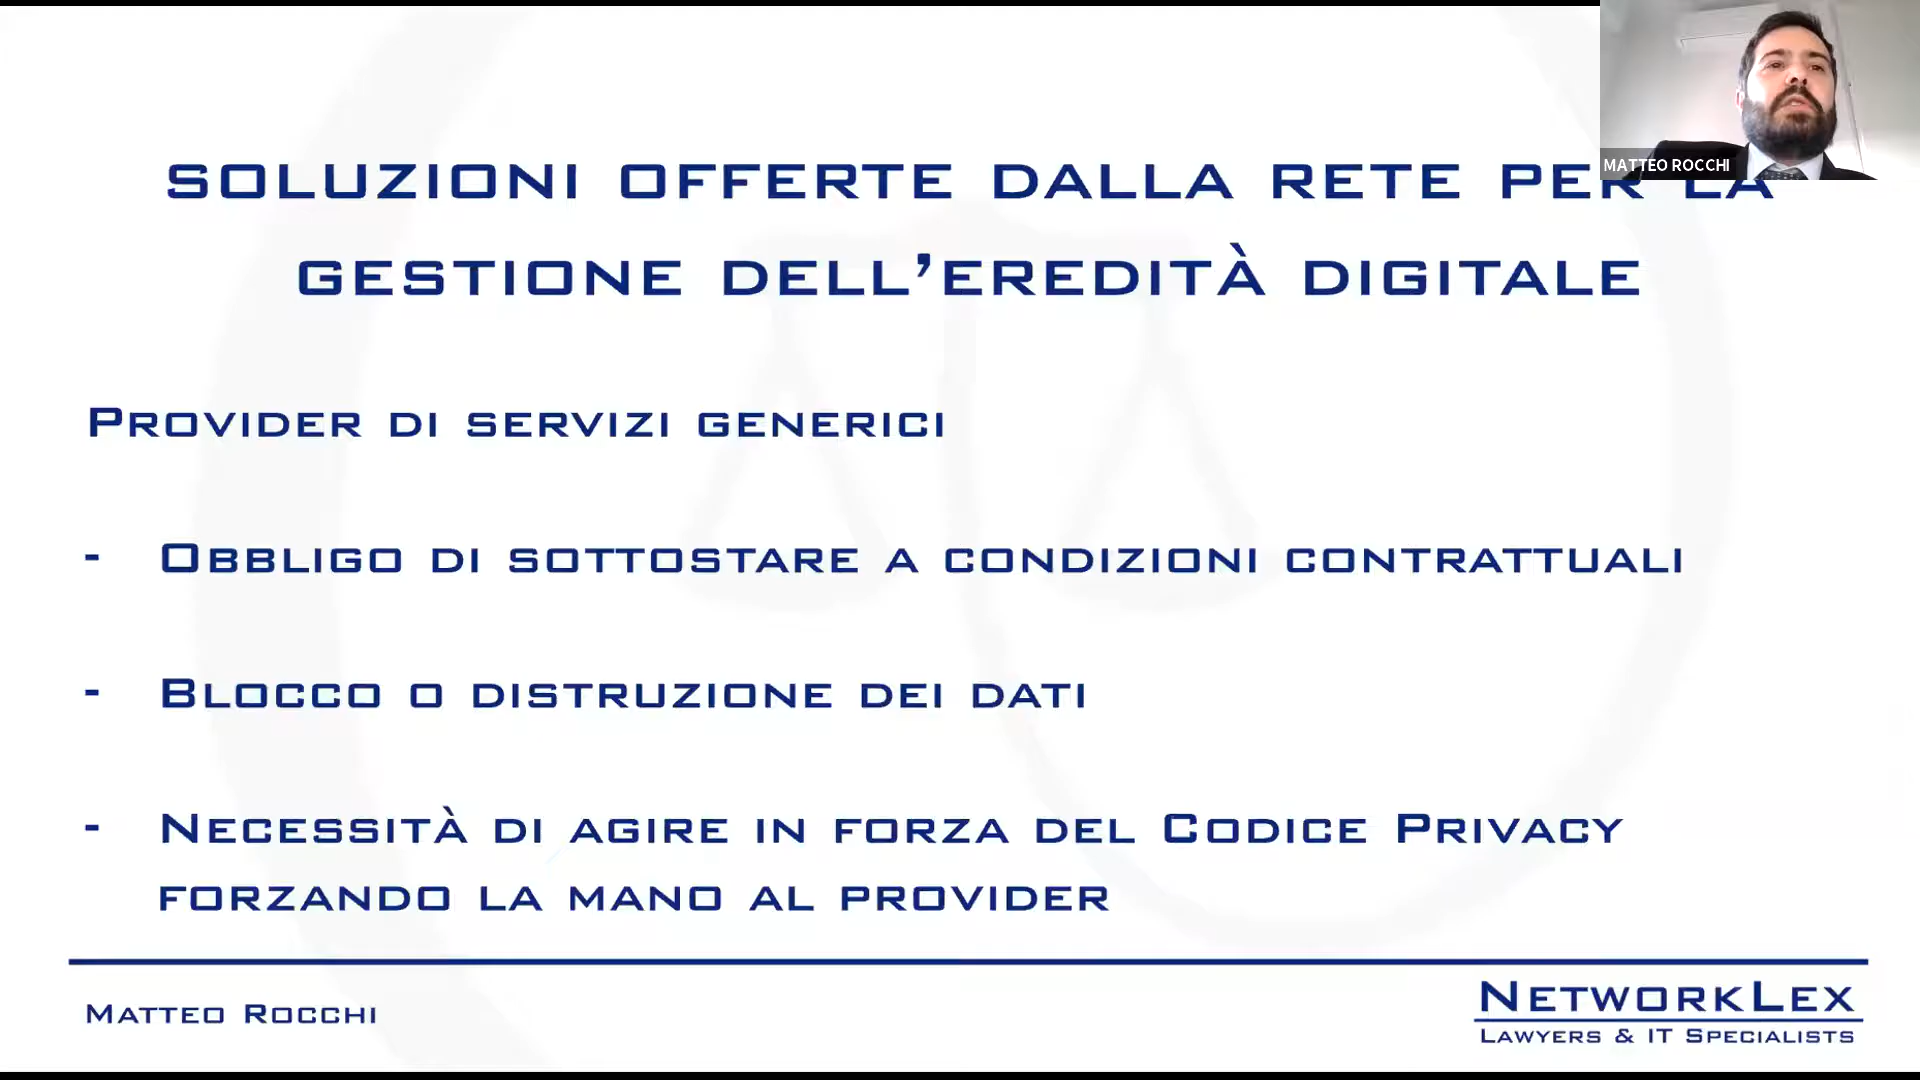 SOLUZIONI OFFERTE DALLA RETE PER LA
GESTIONE DELL'EREDITÀ DIGITALE
MATTEO ROCCHI
PROVIDER DI SERVIZI GENERICI
- OBBLIGO DI SOTTOSTARE A CONDIZIONI CONTRATTUALI
- BLOCCO O DISTRUZIONE DEI DATI
- NECESSITÀ DI AGIRE IN FORZA DEL CODICE PRIVACY
FORZANDO LA MANO AL PROVIDER
MATTEO ROCCHI
NETWORKLEX
LAWYERS & IT SPECIALISTS